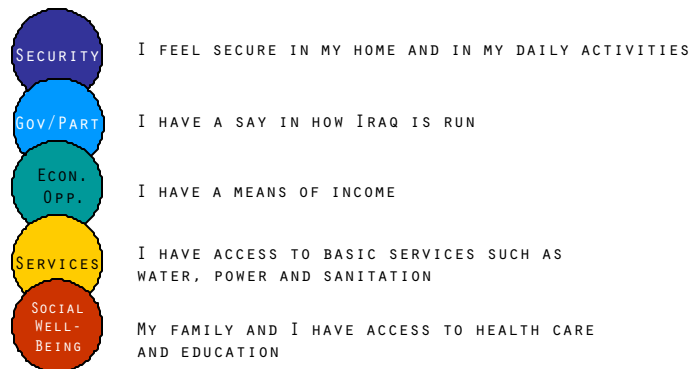 Security
I feel secure in my home and in my daily activities
Gov/Part
I have a say in how Iraq is run
Econ.
Opp.
I have a means of income
Services
I have access to basic services such as
water, power and sanitation
Social
Well-
Being
My family and I have access to health care
and education